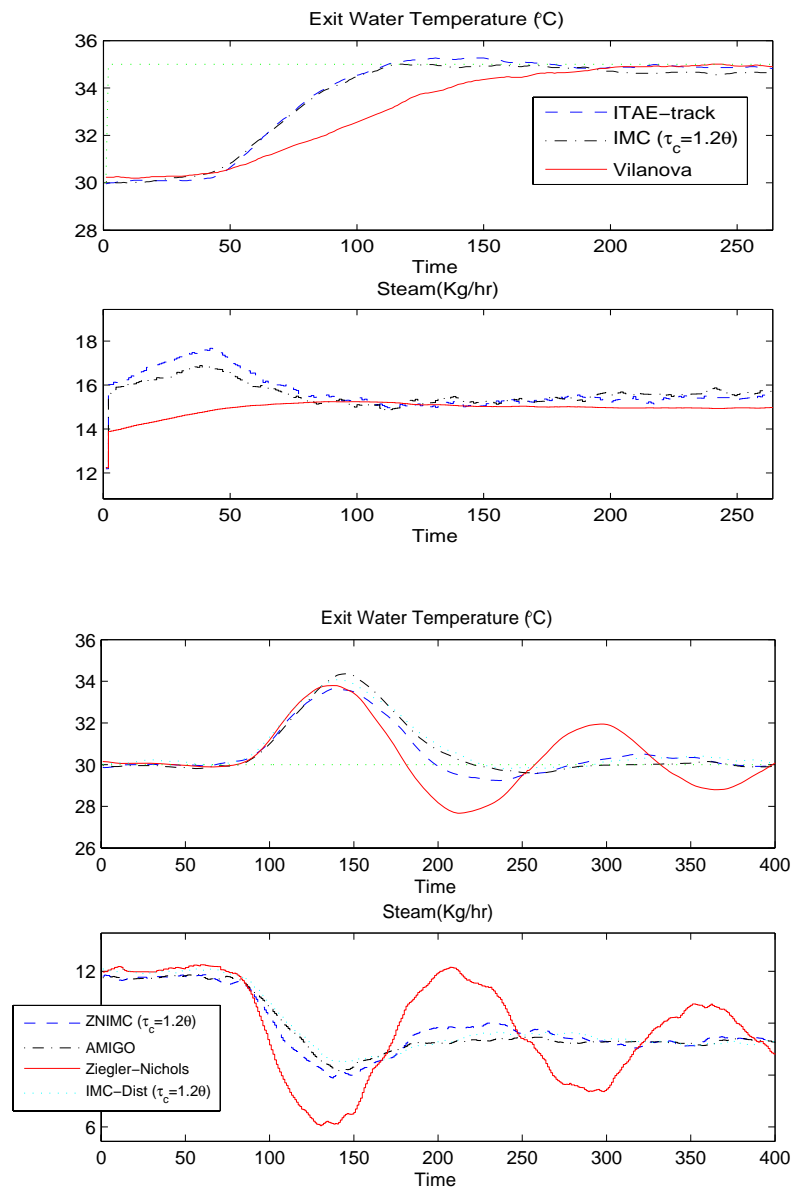 Exit Water Temperature (ºC)
36
34
32
30
28
0 50 100 150 200 250
Time
ITAE−track
IMC (τc=1.2θ)
Vilanova
Steam(Kg/hr)
18
16
14
12
0 50 100 150 200 250
Time
Exit Water Temperature (ºC)
36
34
32
30
28
26
0 50 100 150 200 250 300 350 400
Time
Steam(Kg/hr)
12
6
ZNIMC (τc=1.2θ)
AMIGO
Ziegler−Nichols
IMC−Dist (τc=1.2θ)
0 50 100 150 200 250 300 350 400
Time